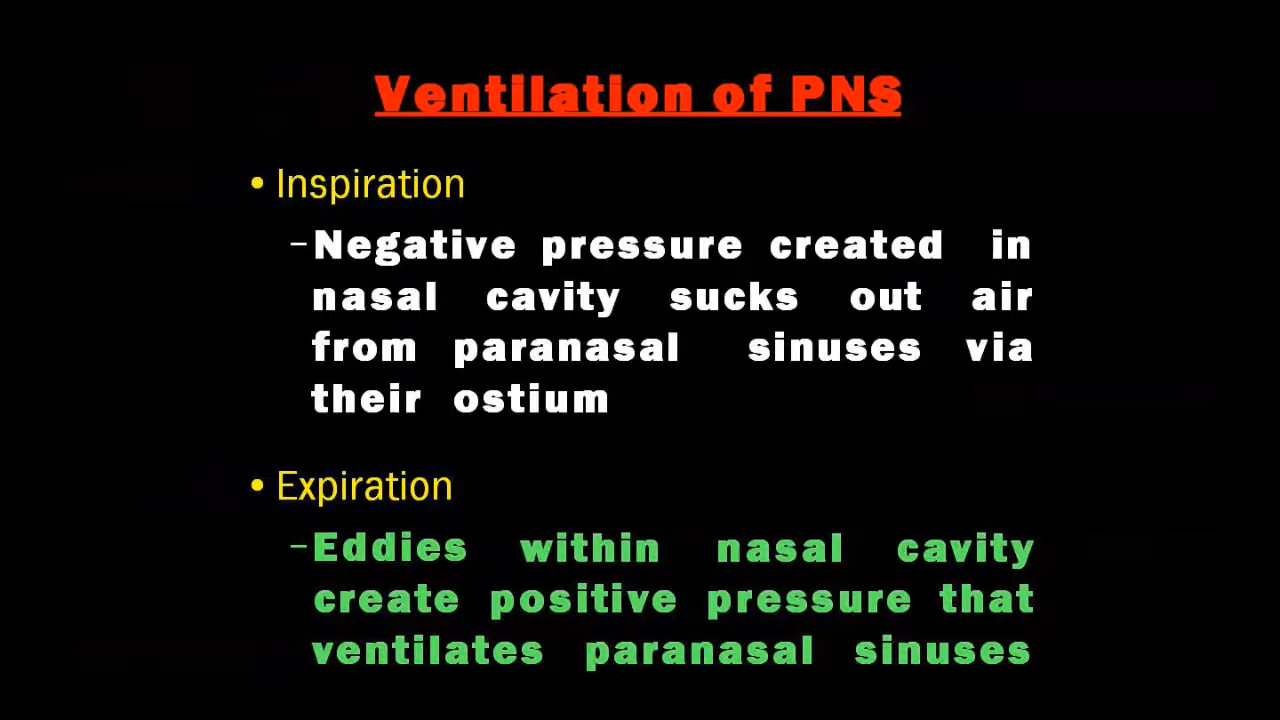 Ventilation of PNS
• Inspiration
–Negative pressure created in
nasal cavity sucks out air
from paranasal sinuses via
their ostium
• Expiration
–Eddies within nasal cavity
create positive pressure that
ventilates paranasal sinuses